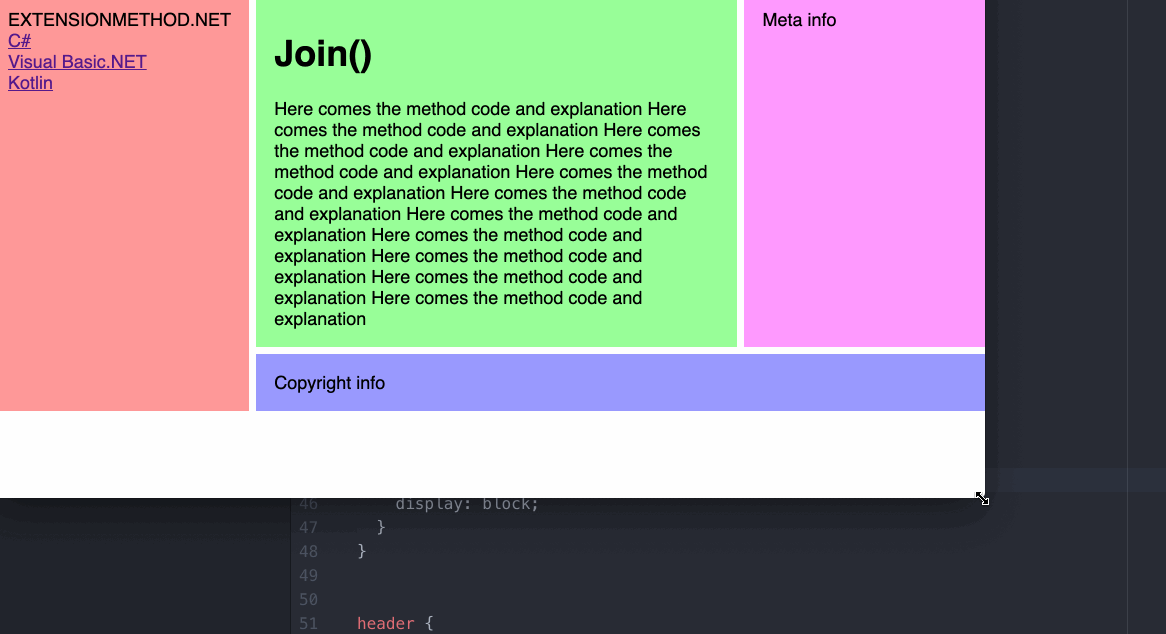 EXTENSIONMETHOD.NET
C#
Visual Basic.NET
Kotlin
Join()
Here comes the method code and explanation Here
comes the method code and explanation Here comes
the method code and explanation Here comes the
method code and explanation Here comes the method
code and explanation Here comes the method code
and explanation Here comes the method code and
explanation Here comes the method code and
explanation Here comes the method code and
explanation Here comes the method code and
explanation Here comes the method code and
explanation
Meta info
Copyright info
46 display: block;
47 }
48 }
49
50
51 header {